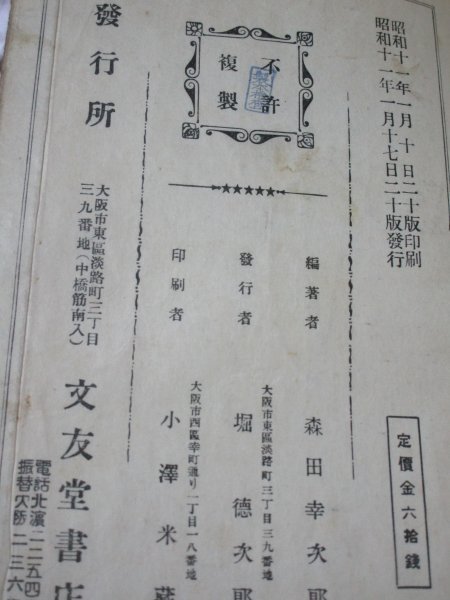 昭和十一年一月十日二十版印刷
昭和十一年一月十七日二十版發行
定價金六拾錢
不許
複製
編著者
森田幸次郎
發行者
大阪市東區淡路町三丁目三九番地
堀德次郎
印刷者
大阪市西區幸町通り二丁目一八番地
小澤米蔵
發行所
大阪市東區淡路町三丁目
三九番地(中橋筋南入)
文友堂書店
電話北濱二二五四
振替大阪二三六